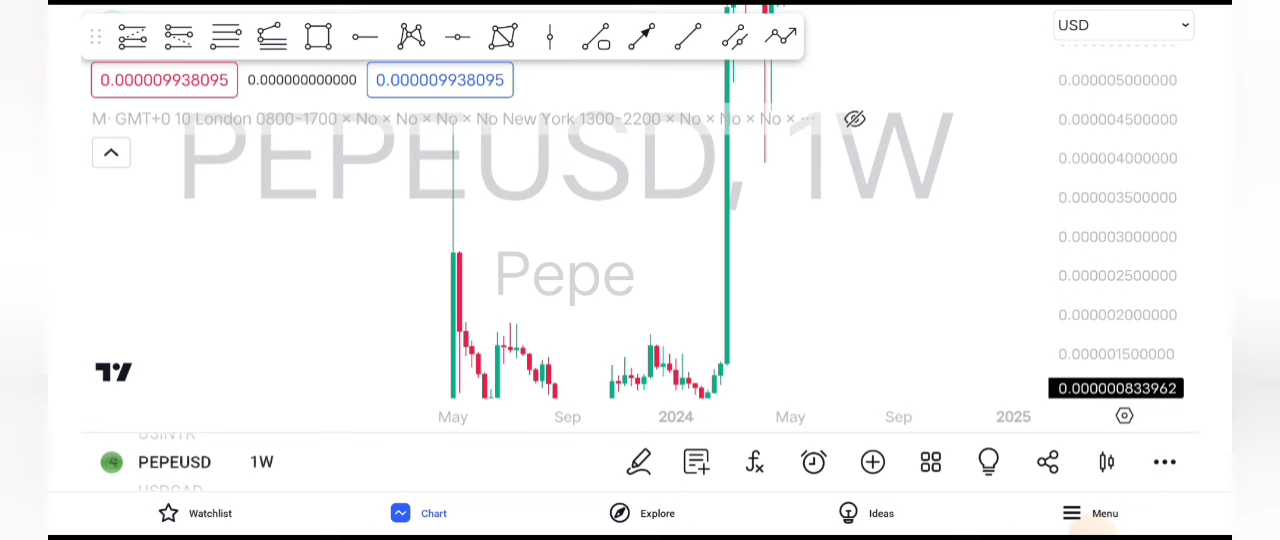 USD
0.000009938095 0.000000000000 0.000009938095
M· GMT+0 10 London 0800-1700 × No × No × No × No New York 1300-2200 × No × No × No × ···
PEPEUSD, 1W
Pepe
0.000005000000
0.000004500000
0.000004000000
0.000003500000
0.000003000000
0.000002500000
0.000002000000
0.000001500000
0.000000833962
May Sep 2024 May Sep 2025
PEPEUSD 1W
USDCAD
Watchlist Chart Explore Ideas Menu